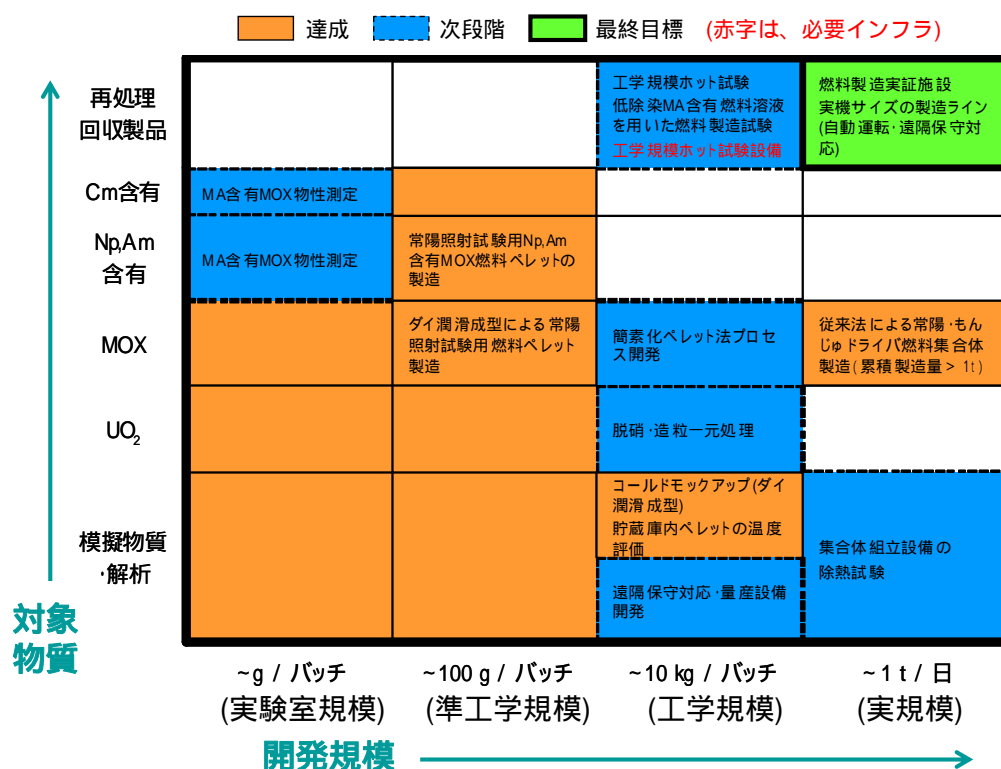 達成 次段階 最終目標 (赤字は、必要インフラ)
再処理
回収製品
工学規模ホット試験
低除染MA含有燃料溶液
を用いた燃料製造試験
工学規模ホット試験設備
燃料製造実証施設
実機サイズの製造ライン
(自動運転・遠隔保守対
応)
Cm含有
MA含有MOX物性測定
Np,Am
含有
MA含有MOX物性測定
常陽照射試験用Np,Am
含有MOX燃料ペレットの
製造
MOX
ダイ潤滑成型による常陽
照射試験用燃料ペレット
製造
簡素化ペレット法プロセ
ス開発
従来法による常陽・もん
じゅドライバ燃料集合体
製造(累積製造量> 1t)
UO₂
脱硝・造粒一元処理
模擬物質
・解析
コールドモックアップ(ダイ
潤滑成型)
貯蔵庫内ペレットの温度
評価
遠隔保守対応・量産設備
開発
集合体組立設備の
除熱試験
対象
物質
~g / バッチ
(実験室規模)
~100 g / バッチ
(準工学規模)
~10 kg / バッチ
(工学規模)
~1 t / 日
(実規模)
開発規模